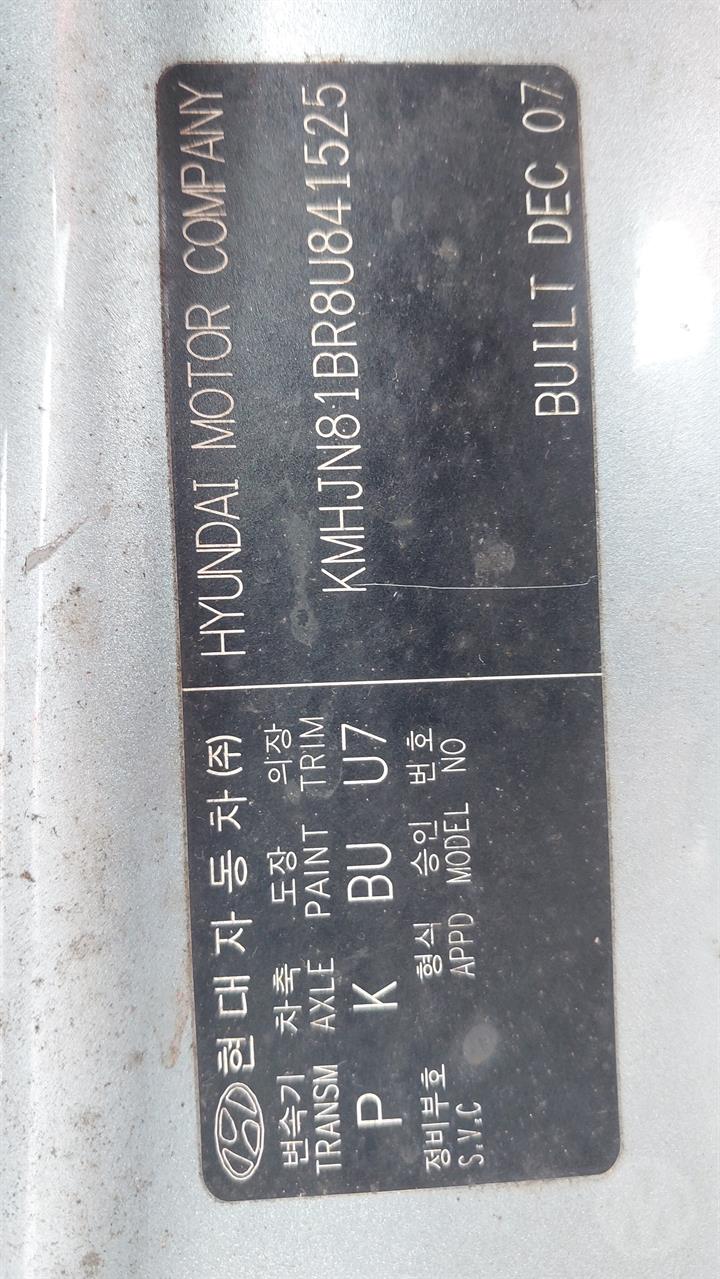 현대자동차(주)
변속기 차축 도장 의장
TRANSM AXLE PAINT TRIM
P K BU U7
정비부호 형식 승인 번호
S.V.C APPD MODEL NO
HYUNDAI MOTOR COMPANY
KMHJN81BR8U841525
BUILT DEC 07